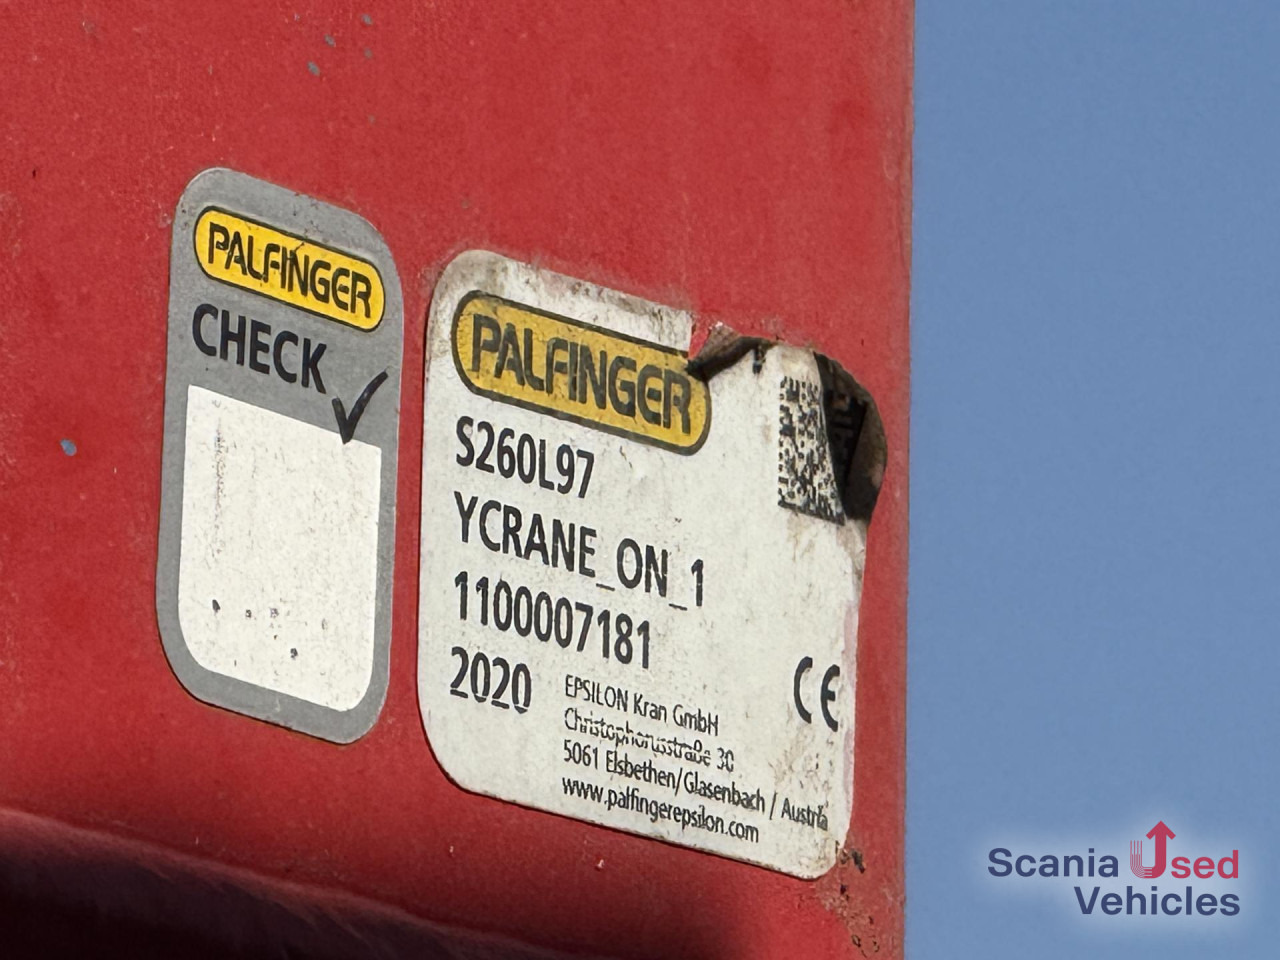 PALFINGER
CHECK
PALFINGER
S260L97
YCRANE_ON_1
1100007181
2020
EPSILON Kran GmbH
Christophorusstraße 30
5061 Elsbethen/Glasenbach / Austria
www.palfingerepsilon.com
CE
Scania Used
Vehicles